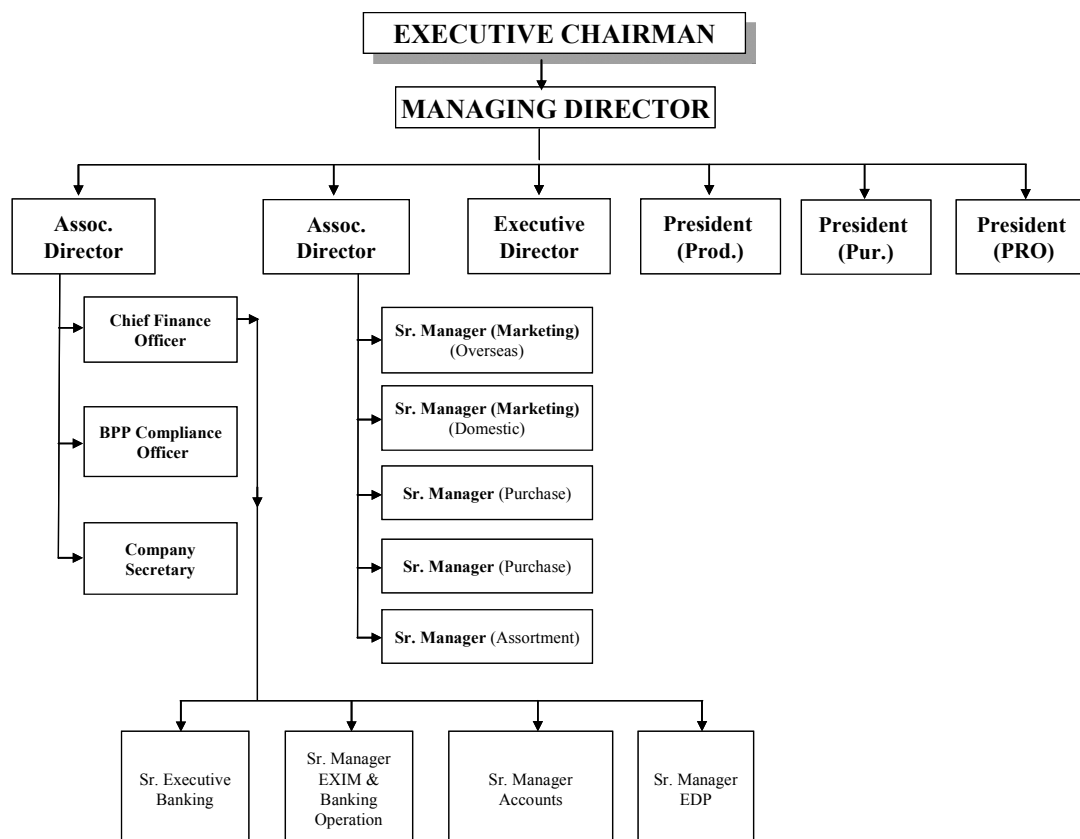 EXECUTIVE CHAIRMAN
MANAGING DIRECTOR
Assoc.
Director
Assoc.
Director
Executive
Director
President
(Prod.)
President
(Pur.)
President
(PRO)
Chief Finance
Officer
BPP Compliance
Officer
Company
Secretary
Sr. Manager (Marketing)
(Overseas)
Sr. Manager (Marketing)
(Domestic)
Sr. Manager (Purchase)
Sr. Manager (Purchase)
Sr. Manager (Assortment)
Sr. Executive
Banking
Sr. Manager
EXIM &
Banking
Operation
Sr. Manager
Accounts
Sr. Manager
EDP